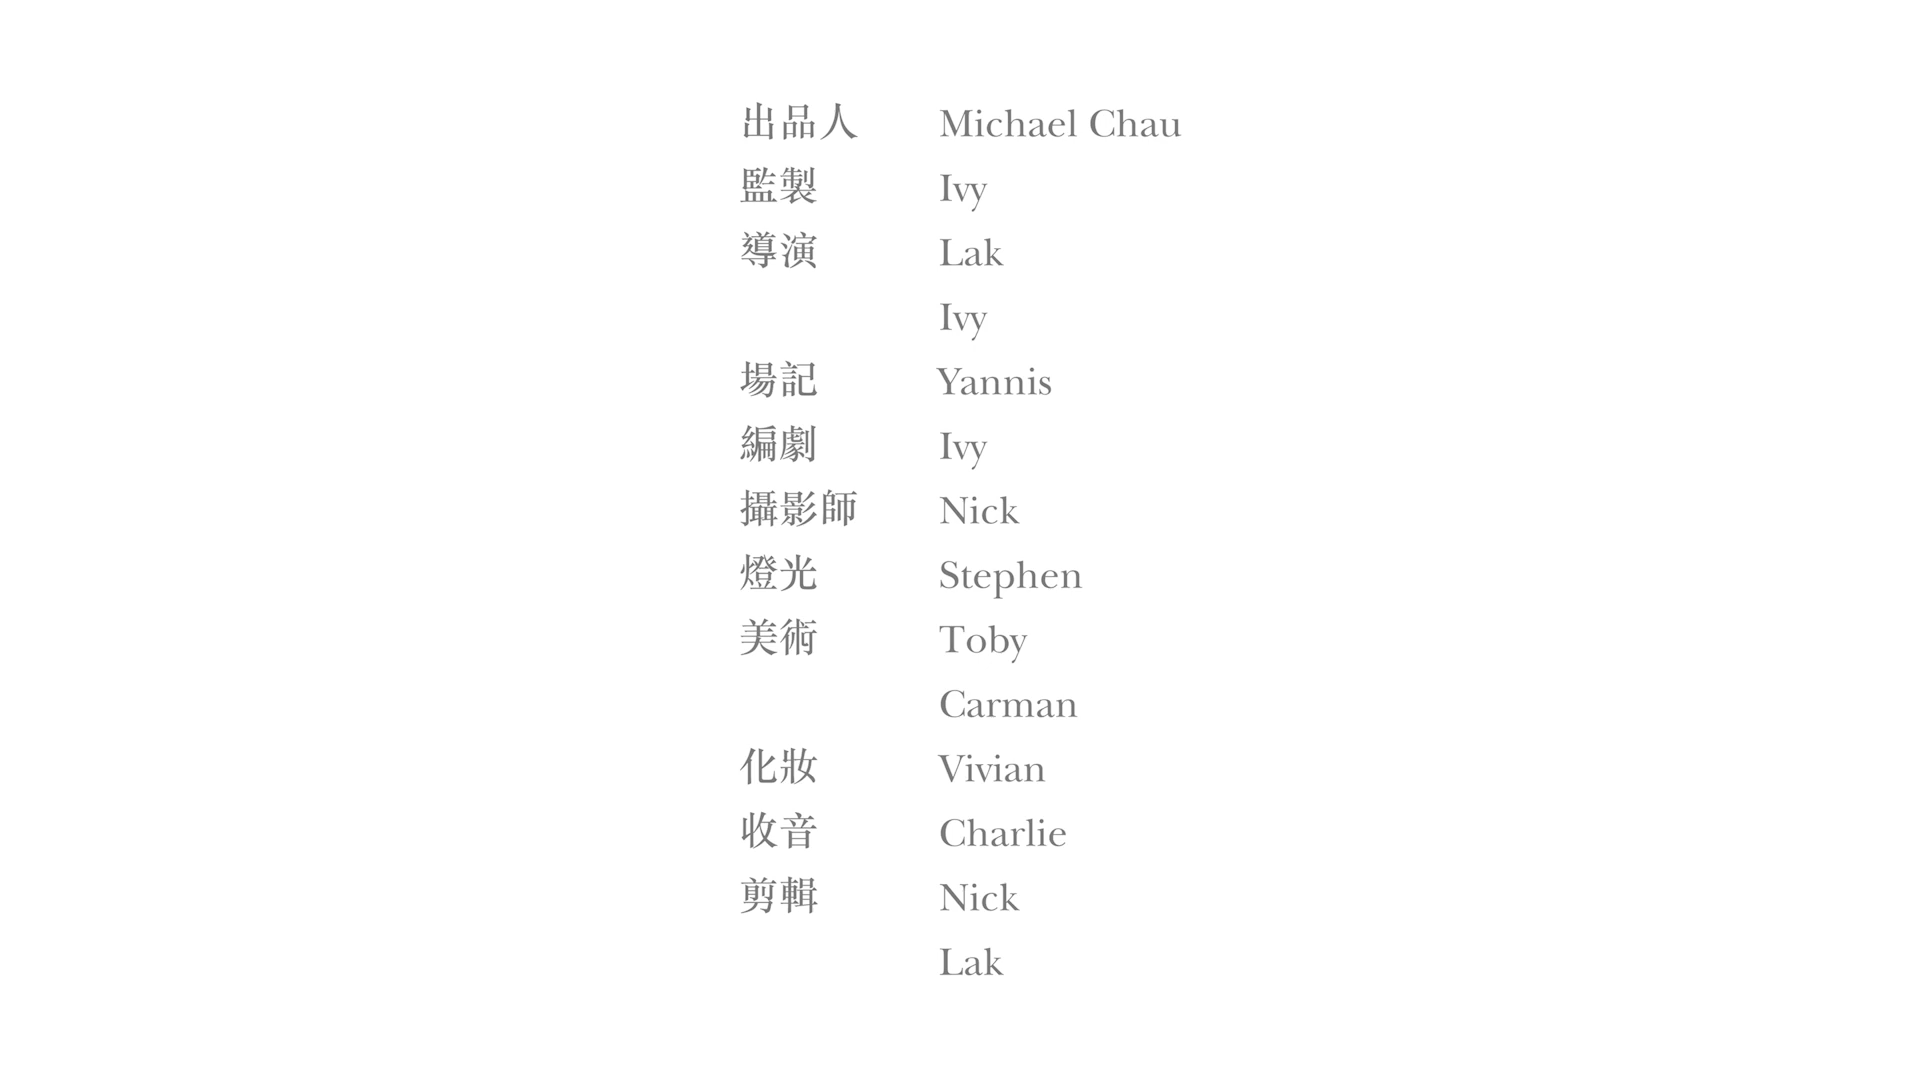 出品人 Michael Chau
監製 Ivy
導演 Lak
Ivy
場記 Yannis
編劇 Ivy
攝影師 Nick
燈光 Stephen
美術 Toby
Carman
化妝 Vivian
收音 Charlie
剪輯 Nick
Lak